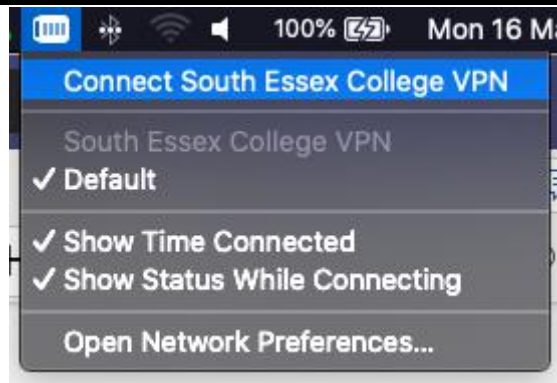 100% Mon 16 Ma
Connect South Essex College VPN
South Essex College VPN
✓ Default
✓ Show Time Connected
✓ Show Status While Connecting
Open Network Preferences...